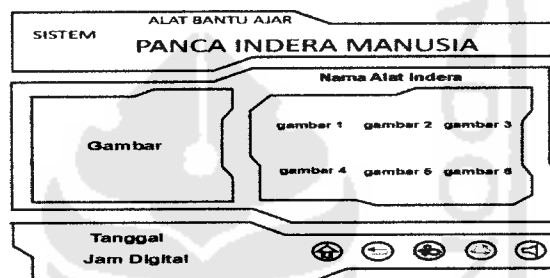 ALAT BANTU AJAR
SISTEM
PANCA INDERA MANUSIA
Nama Alat Indera
Gambar
gambar 1 gambar 2 gambar 3
gambar 4 gambar 5 gambar 6
Tanggal
Jam Digital